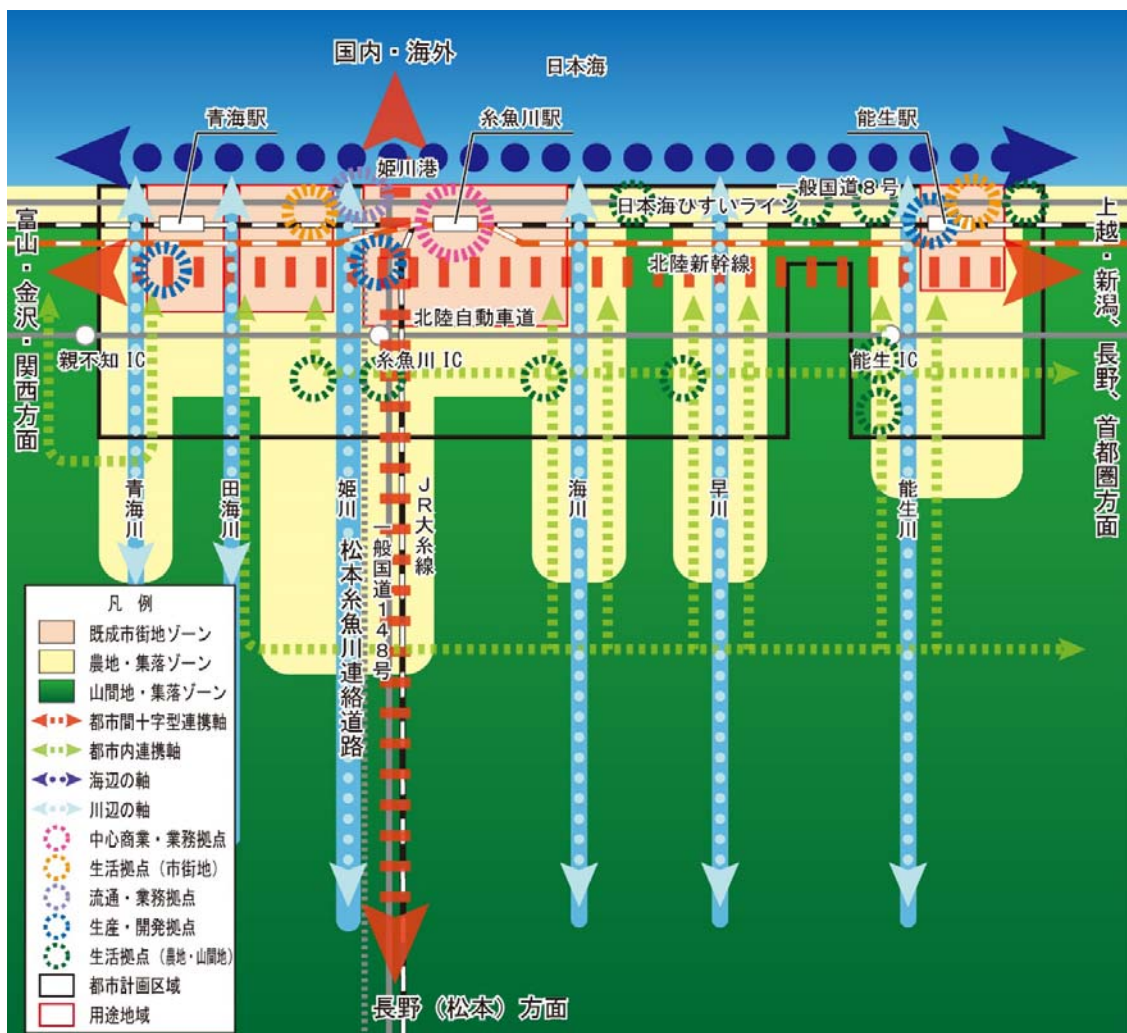 国内・海外
日本海
青海駅
糸魚川駅
能生駅
姫川港
一般国道8号
日本海ひすいライン
富山・金沢・関西方面
上越・新潟、長野、首都圏方面
北陸新幹線
北陸自動車道
親不知IC
糸魚川IC
能生IC
青海川
田海川
姫川
松本糸魚川連絡道路
一般国道148号
JR大糸線
海川
早川
能生川
凡 例
既成市街地ゾーン
農地・集落ゾーン
山間地・集落ゾーン
都市間十字型連携軸
都市内連携軸
海辺の軸
川辺の軸
中心商業・業務拠点
生活拠点(市街地)
流通・業務拠点
生産・開発拠点
生活拠点(農地・山間地)
都市計画区域
用途地域
長野(松本)方面